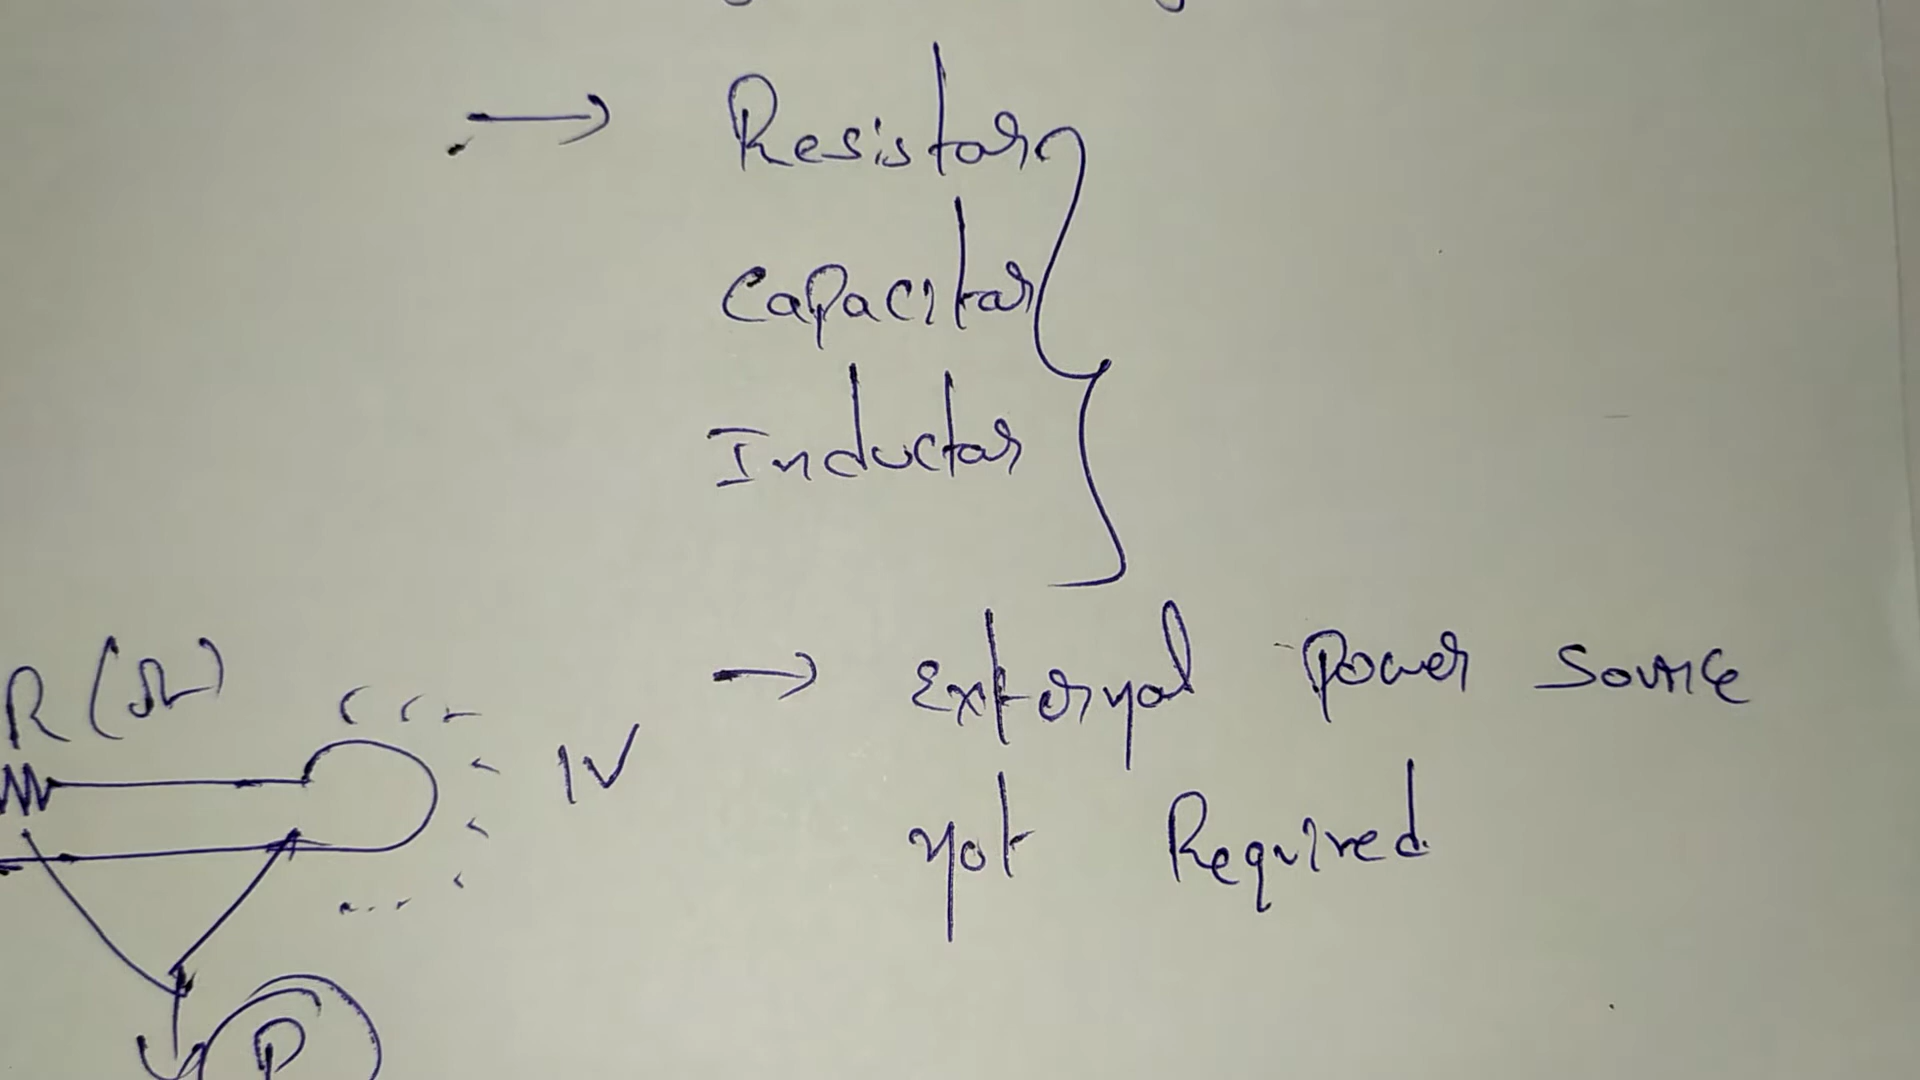 → Resistor
Capacitor
Inductor
R (Ω)
1V
→ External Power Source
not Required
P